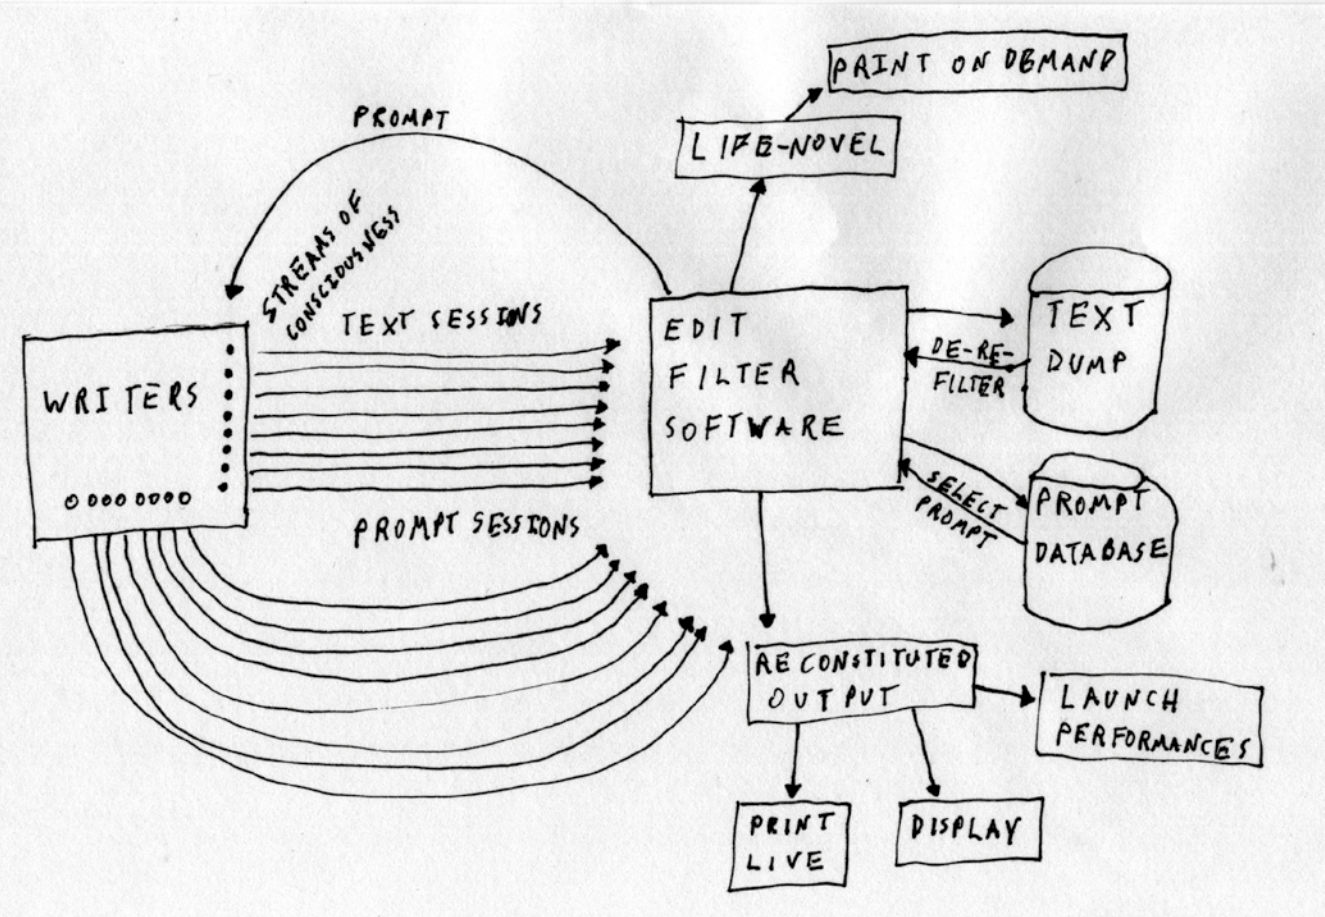 PRINT ON DEMAND
LIFE-NOVEL
PROMPT
STREAMS OF
CONSCIOUSNESS
TEXT SESSIONS
WRITERS
EDIT
FILTER
SOFTWARE
TEXT
DUMP
DE-RE-
FILTER
PROMPT SESSIONS
SELECT
PROMPT
PROMPT
DATABASE
RECONSTITUTED
OUTPUT
LAUNCH
PERFORMANCES
PRINT
LIVE
DISPLAY